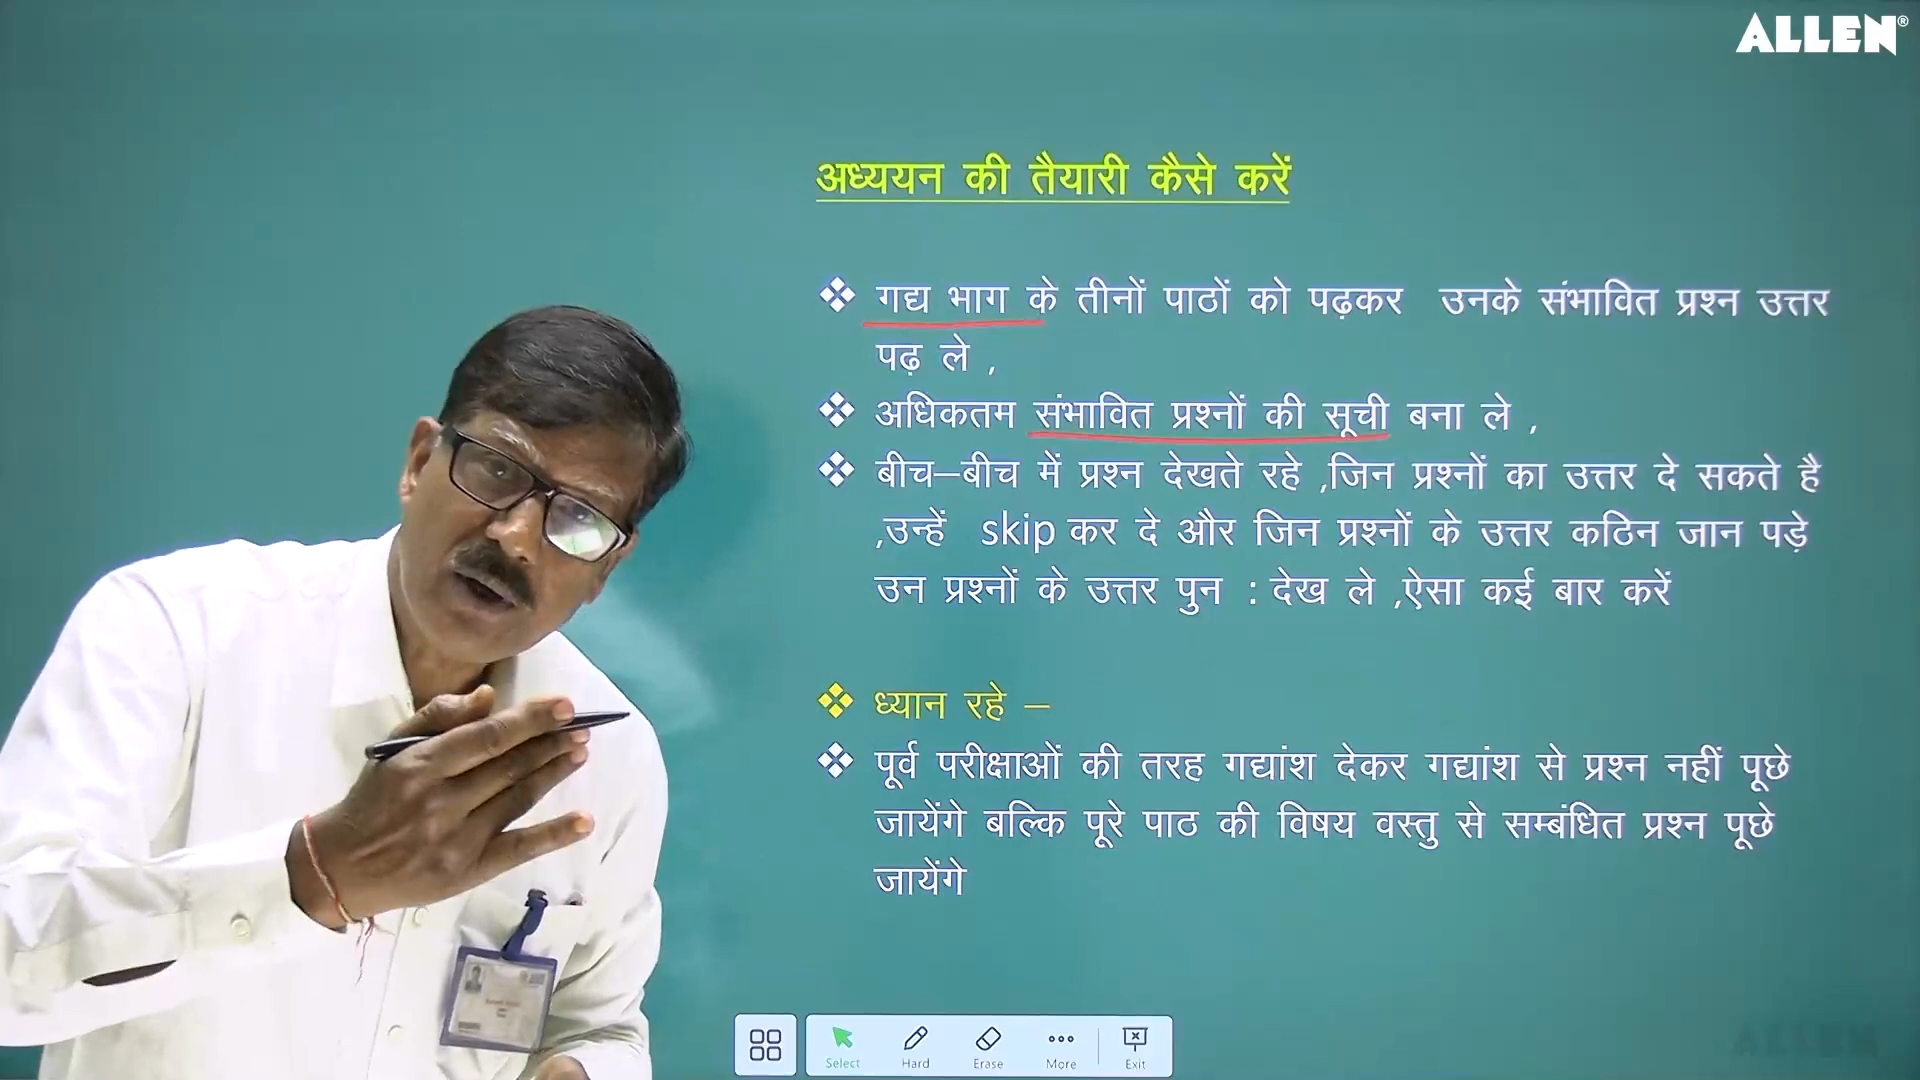 ALLEN®
अध्ययन की तैयारी कैसे करें
❖ गद्य भाग के तीनों पाठों को पढ़कर उनके संभावित प्रश्न उत्तर
पढ़ ले ,
❖ अधिकतम संभावित प्रश्नों की सूची बना ले ,
❖ बीच–बीच में प्रश्न देखते रहे ,जिन प्रश्नों का उत्तर दे सकते है
,उन्हें skip कर दे और जिन प्रश्नों के उत्तर कठिन जान पड़े
उन प्रश्नों के उत्तर पुन : देख ले ,ऐसा कई बार करें
❖ ध्यान रहे –
❖ पूर्व परीक्षाओं की तरह गद्यांश देकर गद्यांश से प्रश्न नहीं पूछे
जायेंगे बल्कि पूरे पाठ की विषय वस्तु से सम्बंधित प्रश्न पूछे
जायेंगे
Select Hard Erase More Exit
ALLEN